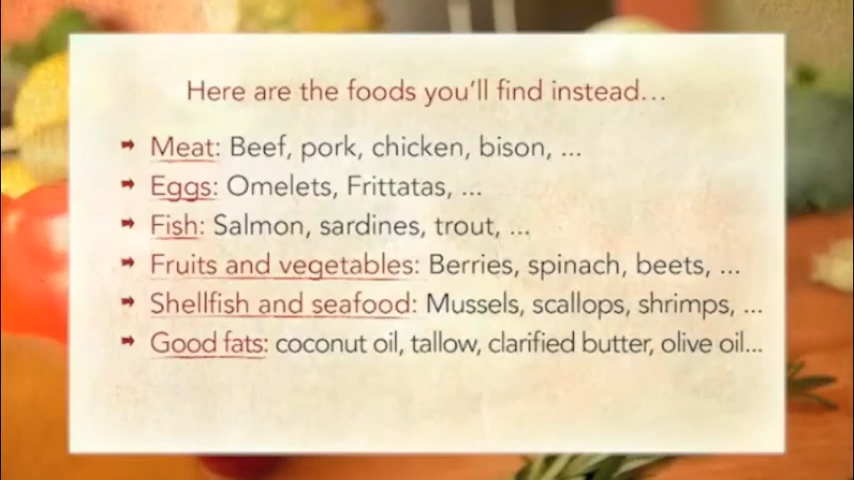 Here are the foods you'll find instead...
➡ Meat: Beef, pork, chicken, bison, ...
➡ Eggs: Omelets, Frittatas, ...
➡ Fish: Salmon, sardines, trout, ...
➡ Fruits and vegetables: Berries, spinach, beets, ...
➡ Shellfish and seafood: Mussels, scallops, shrimps, ...
➡ Good fats: coconut oil, tallow, clarified butter, olive oil...